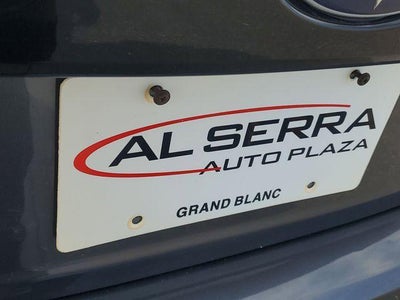 AL SERRA
AUTO PLAZA
GRAND BLANC